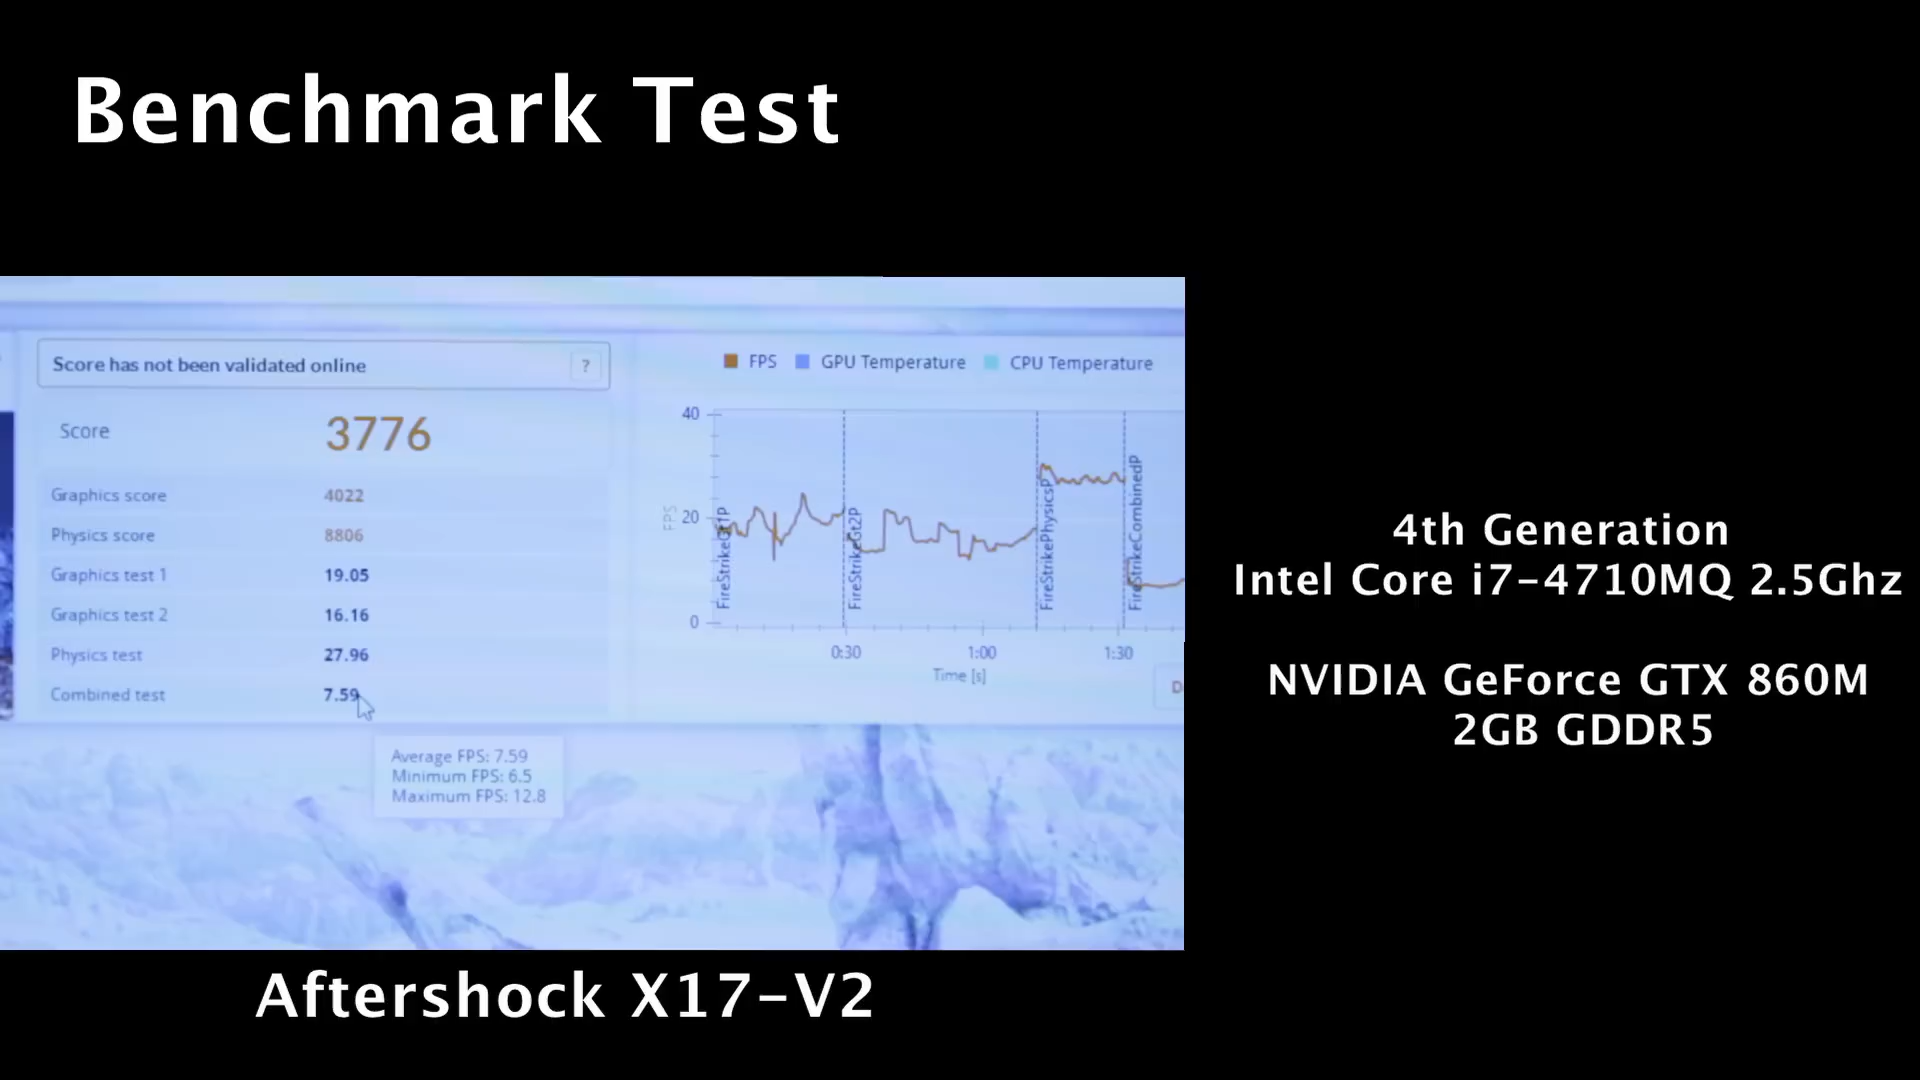 Benchmark Test
Score has not been validated online ?
Score 3776
Graphics score 4022
Physics score 8806
Graphics test 1 19.05
Graphics test 2 16.16
Physics test 27.96
Combined test 7.59
Average FPS: 7.59
Minimum FPS: 6.5
Maximum FPS: 12.8
FPS GPU Temperature CPU Temperature
40
20
0
FPS
FireStrikeGt1P
FireStrikeGt2P
FireStrikePhysicsP
FireStrikeCombinedP
0:30 1:00 1:30
Time [s]
4th Generation
Intel Core i7-4710MQ 2.5Ghz
NVIDIA GeForce GTX 860M
2GB GDDR5
Aftershock X17-V2